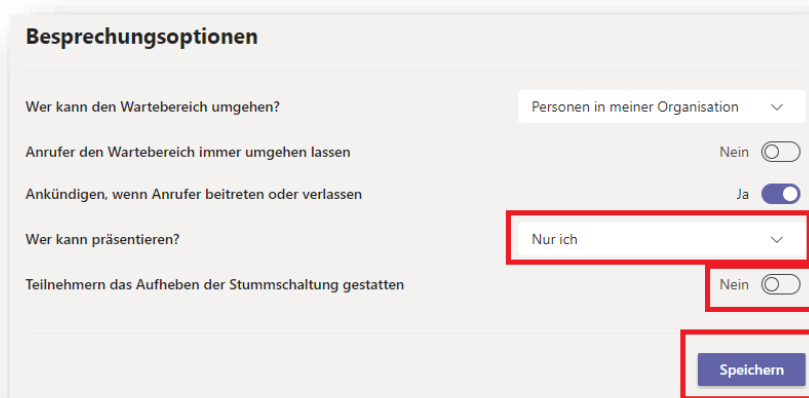 Besprechungsoptionen
Wer kann den Wartebereich umgehen? Personen in meiner Organisation
Anrufer den Wartebereich immer umgehen lassen Nein
Ankündigen, wenn Anrufer beitreten oder verlassen Ja
Wer kann präsentieren? Nur ich
Teilnehmern das Aufheben der Stummschaltung gestatten Nein
Speichern